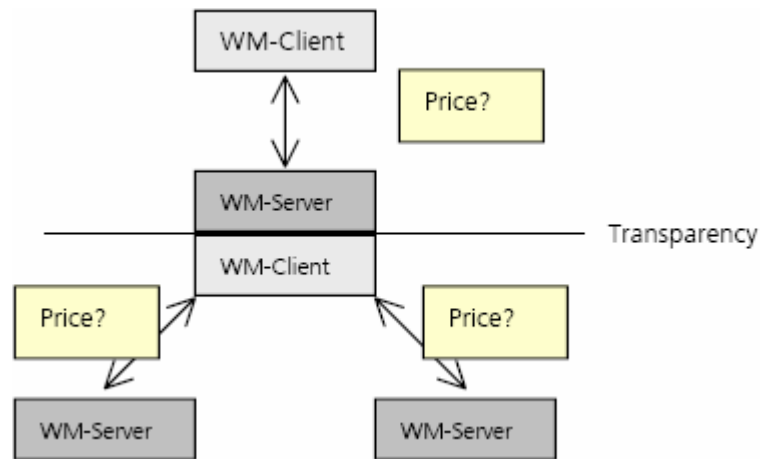 WM-Client
Price?
WM-Server
Transparency
WM-Client
Price?
Price?
WM-Server
WM-Server